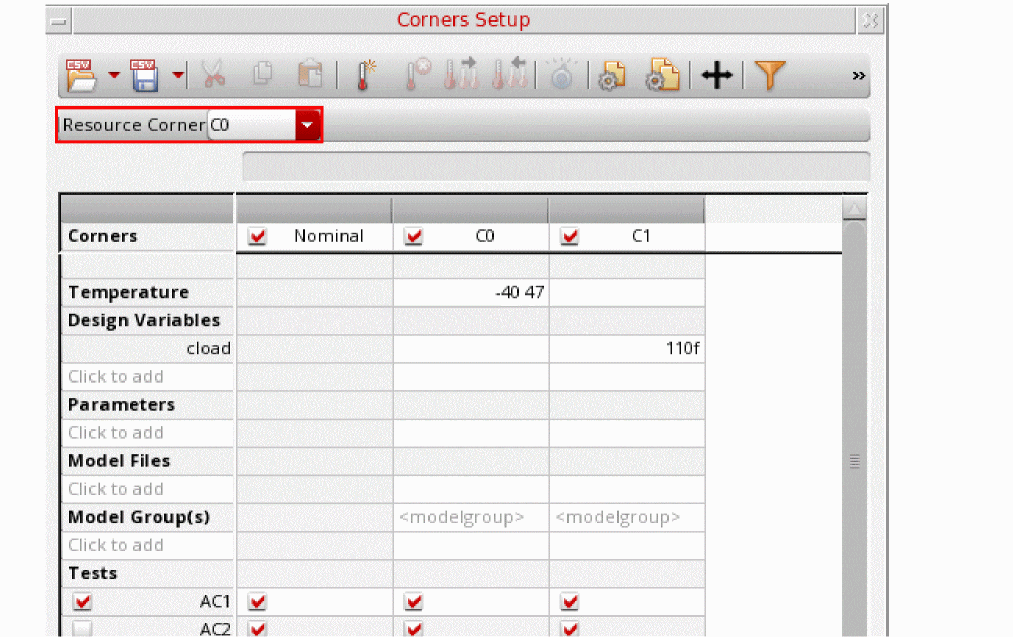 Corners Setup
CSV CSV »
Resource Corner C0
Corners Nominal C0 C1
Temperature -40 47
Design Variables
cload 110f
Click to add
Parameters
Click to add
Model Files
Click to add
Model Group(s) <modelgroup> <modelgroup>
Click to add
Tests
AC1
AC2